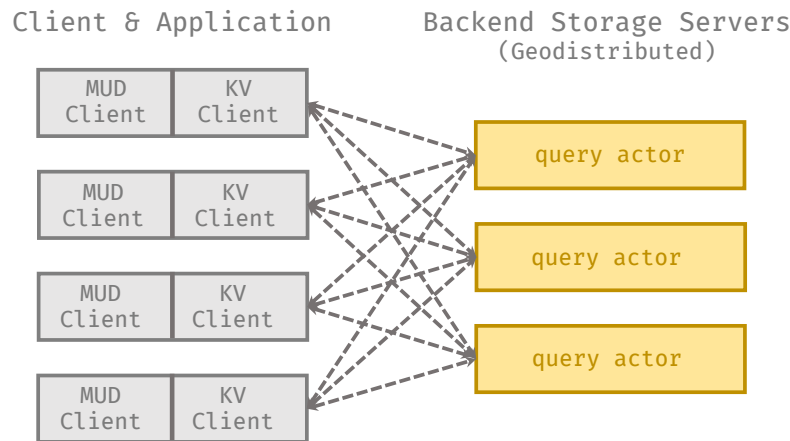 Client & Application
Backend Storage Servers
(Geodistributed)
MUD
Client
KV
Client
MUD
Client
KV
Client
MUD
Client
KV
Client
MUD
Client
KV
Client
query actor
query actor
query actor